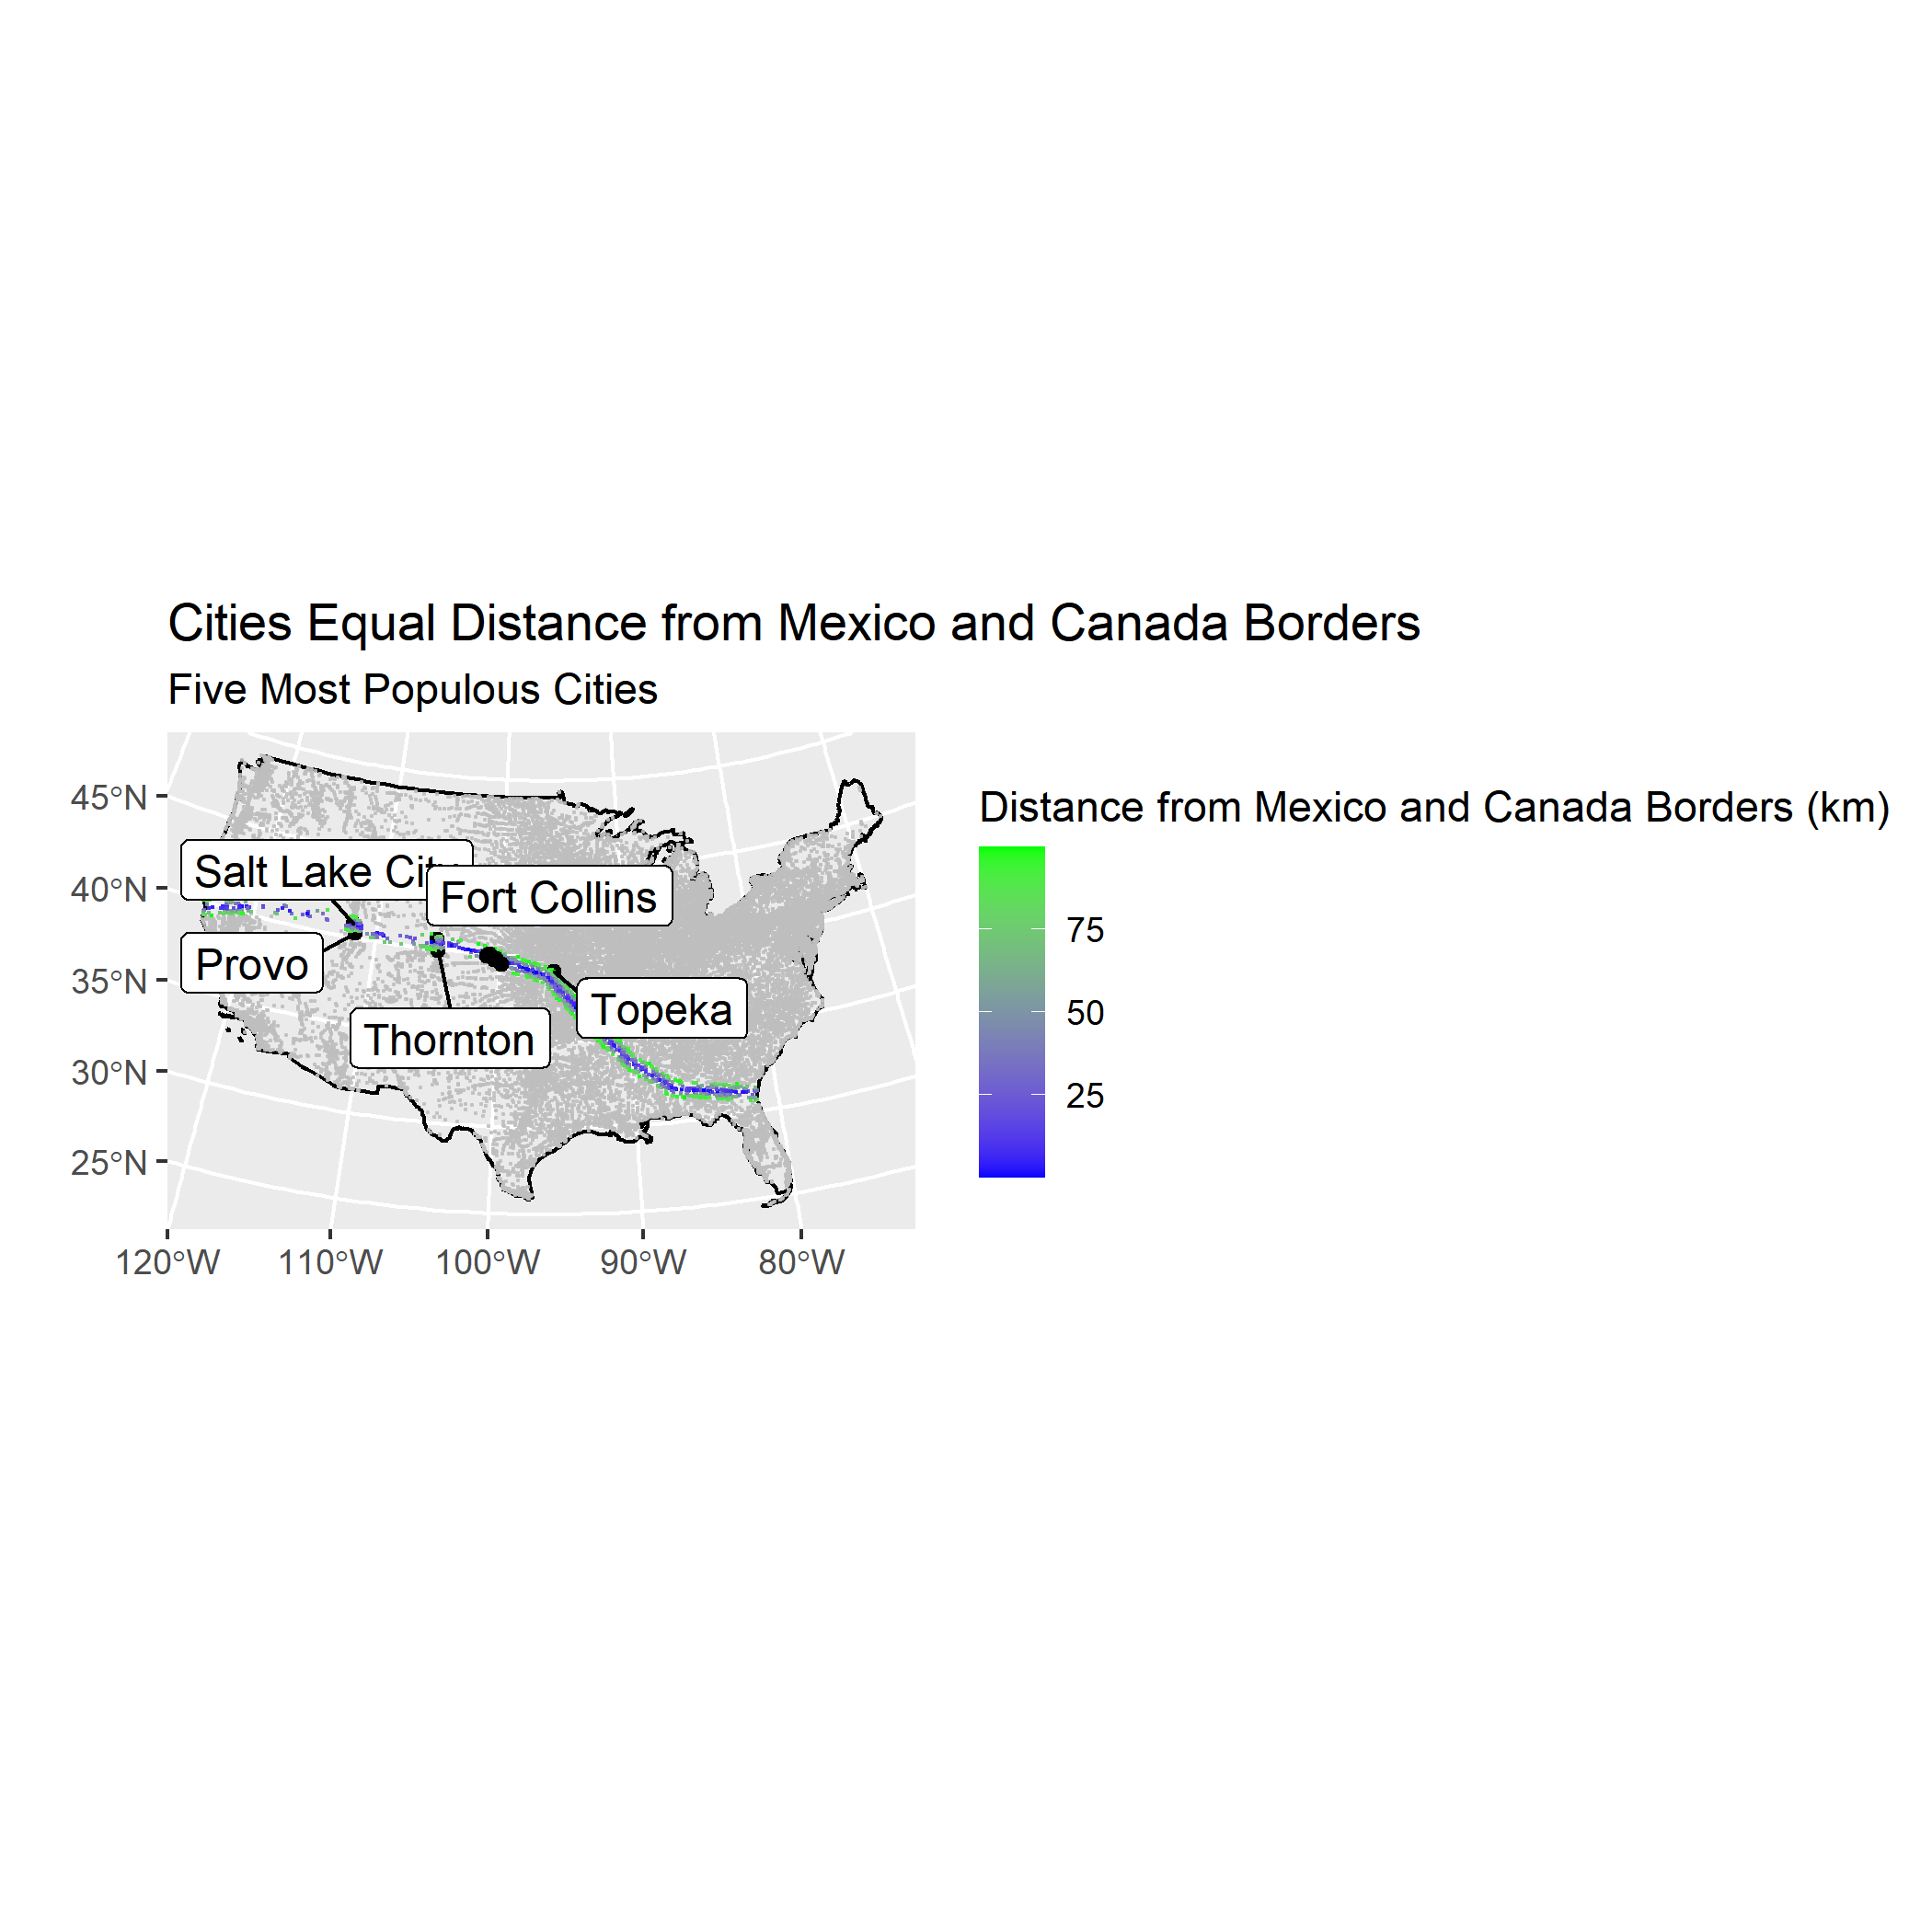 Cities Equal Distance from Mexico and Canada Borders
Five Most Populous Cities
45°N
40°N
35°N
30°N
25°N
120°W
110°W
100°W
90°W
80°W
Salt Lake
Fort Collins
Provo
Thornton
Topeka
Distance from Mexico and Canada Borders (km)
75
50
25